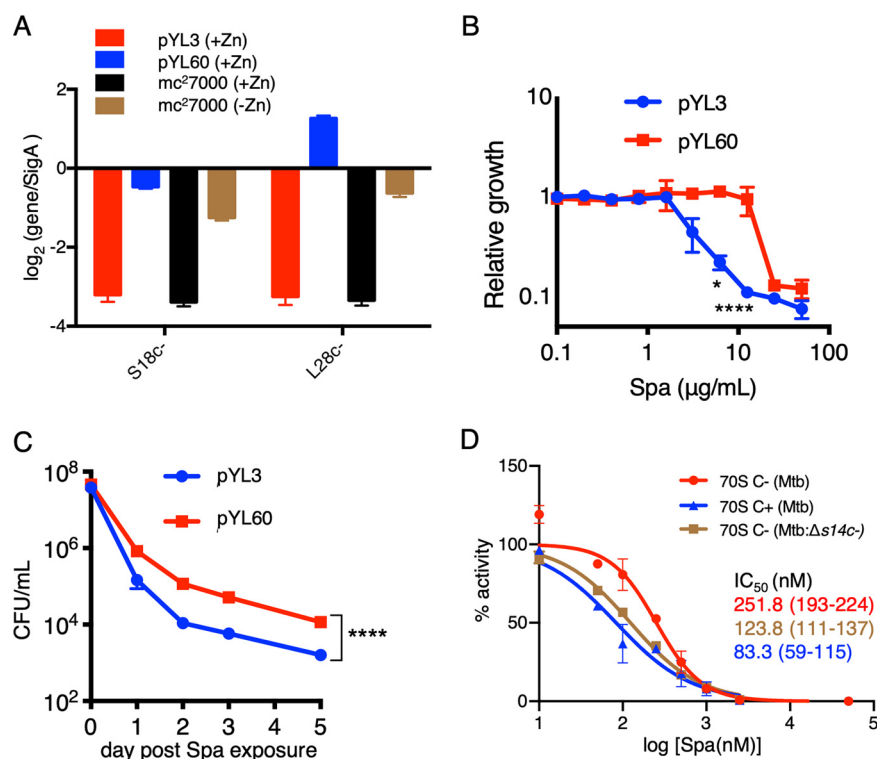 A
pYL3 (+Zn)
pYL60 (+Zn)
mc²7000 (+Zn)
mc²7000 (-Zn)
log₂ (gene/SigA)
2
0
-2
-4
S18c-
L28c-
B
pYL3
pYL60
Relative growth
10
1
0.1
*
****
0.1
1
10
100
Spa (µg/mL)
C
pYL3
pYL60
CFU/mL
10⁸
10⁶
10⁴
10²
****
0
1
2
3
5
day post Spa exposure
D
70S C- (Mtb)
70S C+ (Mtb)
70S C- (Mtb:Δs14c-)
% activity
150
100
50
0
IC₅₀ (nM)
251.8 (193-224)
123.8 (111-137)
83.3 (59-115)
1
2
3
4
5
log [Spa(nM)]